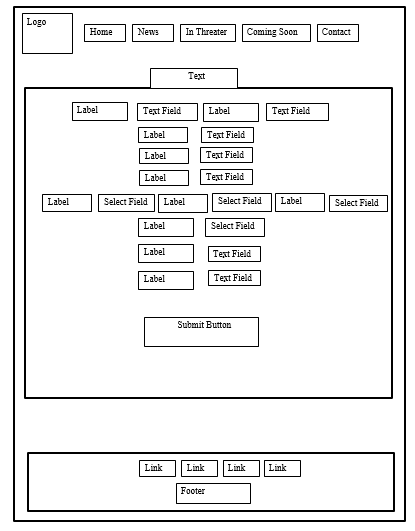 Logo
Home News In Threater Coming Soon Contact
Text
Label Text Field Label Text Field
Label Text Field
Label Text Field
Label Text Field
Label Select Field Label Select Field Label Select Field
Label Select Field
Label Text Field
Label Text Field
Submit Button
Link Link Link Link
Footer